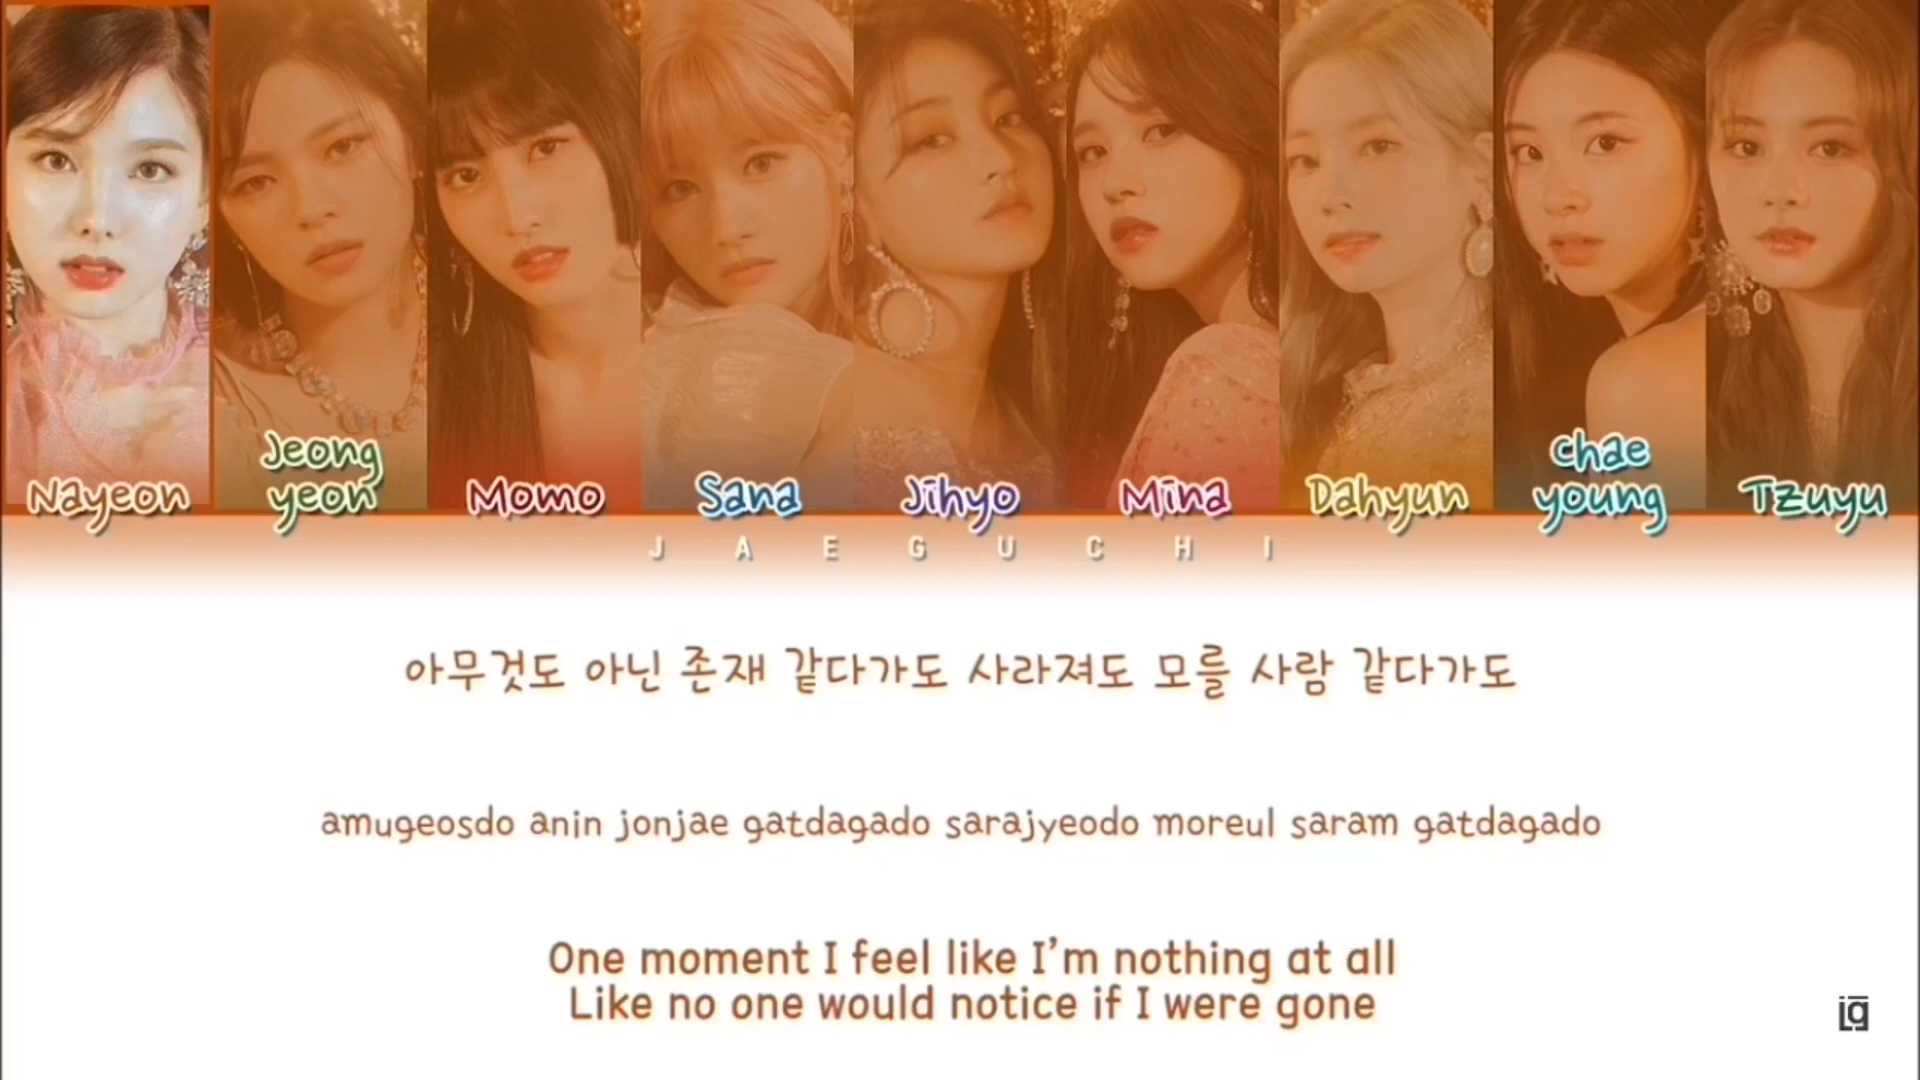 Nayeon
Jeong
yeon
Momo
Sana
Jihyo
Mina
Dahyun
chae
young
Tzuyu
JAEGUCHI
아무것도 아닌 존재 같다가도 사라져도 모를 사람 같다가도
amugeosdo anin jonjae gatdagado sarajyeodo moreul saram gatdagado
One moment I feel like I'm nothing at all
Like no one would notice if I were gone